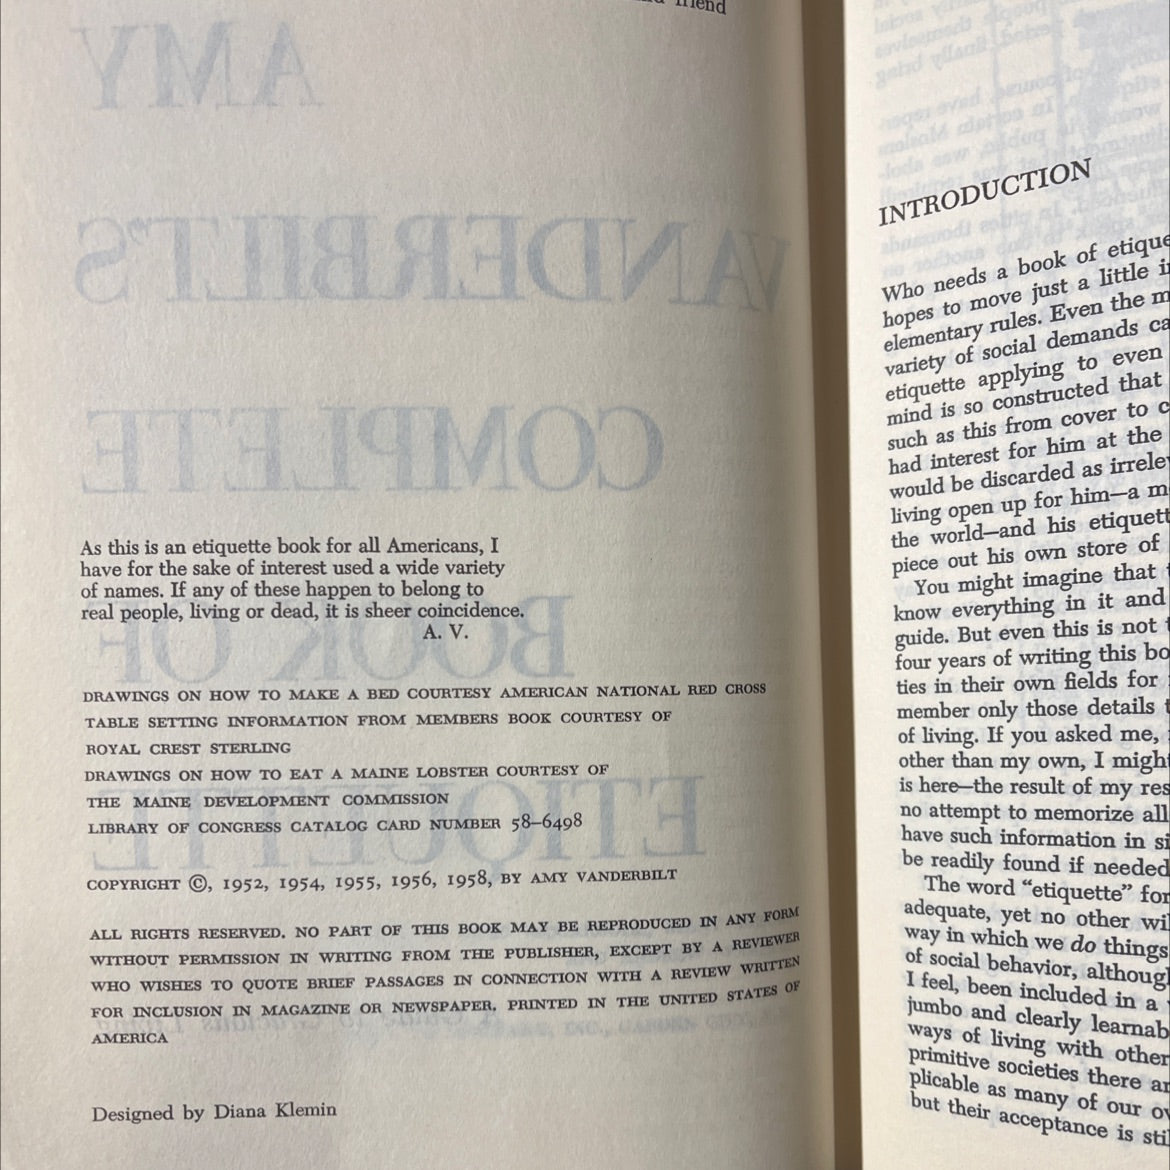 friend
As this is an etiquette book for all Americans, I
have for the sake of interest used a wide variety
of names. If any of these happen to belong to
real people, living or dead, it is sheer coincidence.
A. V.
DRAWINGS ON HOW TO MAKE A BED COURTESY AMERICAN NATIONAL RED CROSS
TABLE SETTING INFORMATION FROM MEMBERS BOOK COURTESY OF
ROYAL CREST STERLING
DRAWINGS ON HOW TO EAT A MAINE LOBSTER COURTESY OF
THE MAINE DEVELOPMENT COMMISSION
LIBRARY OF CONGRESS CATALOG CARD NUMBER 58–6498
COPYRIGHT ©, 1952, 1954, 1955, 1956, 1958, BY AMY VANDERBILT
ALL RIGHTS RESERVED. NO PART OF THIS BOOK MAY BE REPRODUCED IN ANY FORM
WITHOUT PERMISSION IN WRITING FROM THE PUBLISHER, EXCEPT BY A REVIEWER
WHO WISHES TO QUOTE BRIEF PASSAGES IN CONNECTION WITH A REVIEW WRITTEN
FOR INCLUSION IN MAGAZINE OR NEWSPAPER. PRINTED IN THE UNITED STATES OF
AMERICA
Designed by Diana Klemin
AMY
VANDERBILT'S
COMPLETE
BOOK OF
ETIQUETTE
INTRODUCTION
Who needs a book of etique
hopes to move just a little i
elementary rules. Even the m
variety of social demands ca
etiquette applying to even
mind is so constructed that
such as this from cover to c
had interest for him at the
would be discarded as irrele
living open up for him—a m
the world—and his etiquett
piece out his own store of
You might imagine that t
know everything in it and
guide. But even this is not t
four years of writing this bo
ties in their own fields for
member only those details t
of living. If you asked me,
other than my own, I migh
is here—the result of my res
no attempt to memorize all
have such information in si
be readily found if needed
The word “etiquette” for
adequate, yet no other wil
way in which we do things
of social behavior, althoug
I feel, been included in a
jumbo and clearly learnab
ways of living with other
primitive societies there ar
plicable as many of our ov
but their acceptance is sti